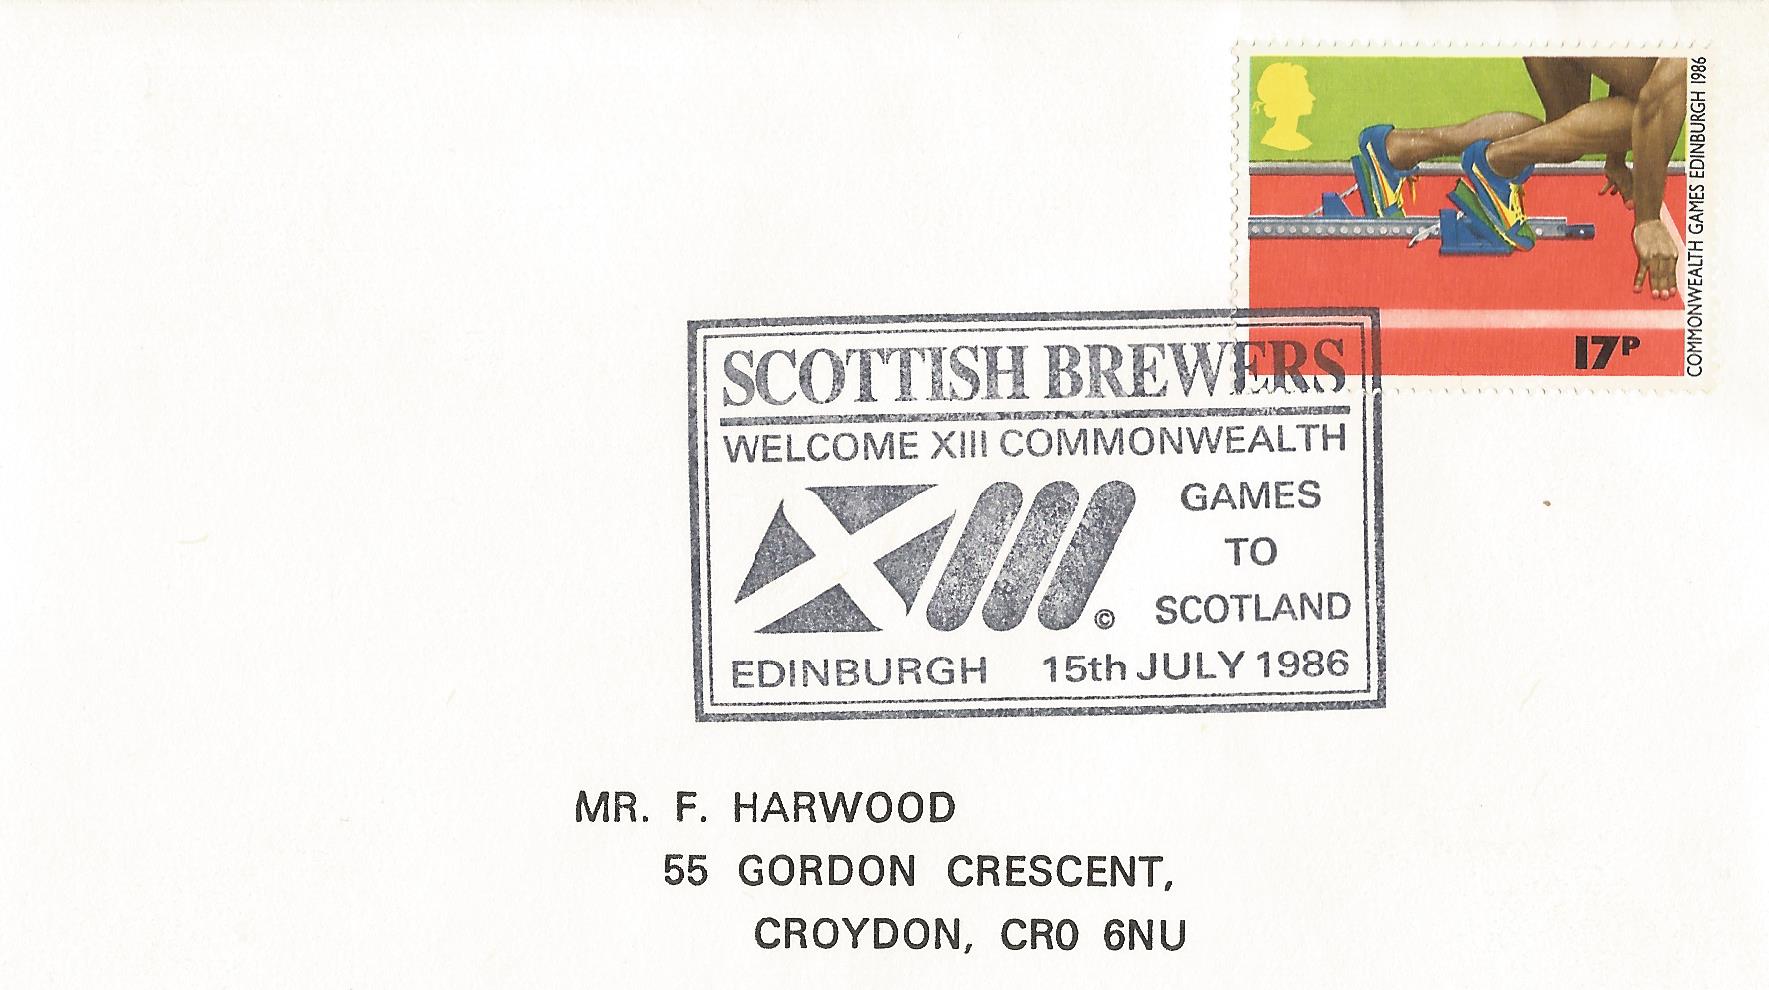 COMMONWEALTH GAMES EDINBURGH 1986
17P
SCOTTISH BREWERS
WELCOME XIII COMMONWEALTH
GAMES
TO
XIII © SCOTLAND
EDINBURGH 15th JULY 1986
MR. F. HARWOOD
55 GORDON CRESCENT,
CROYDON, CR0 6NU